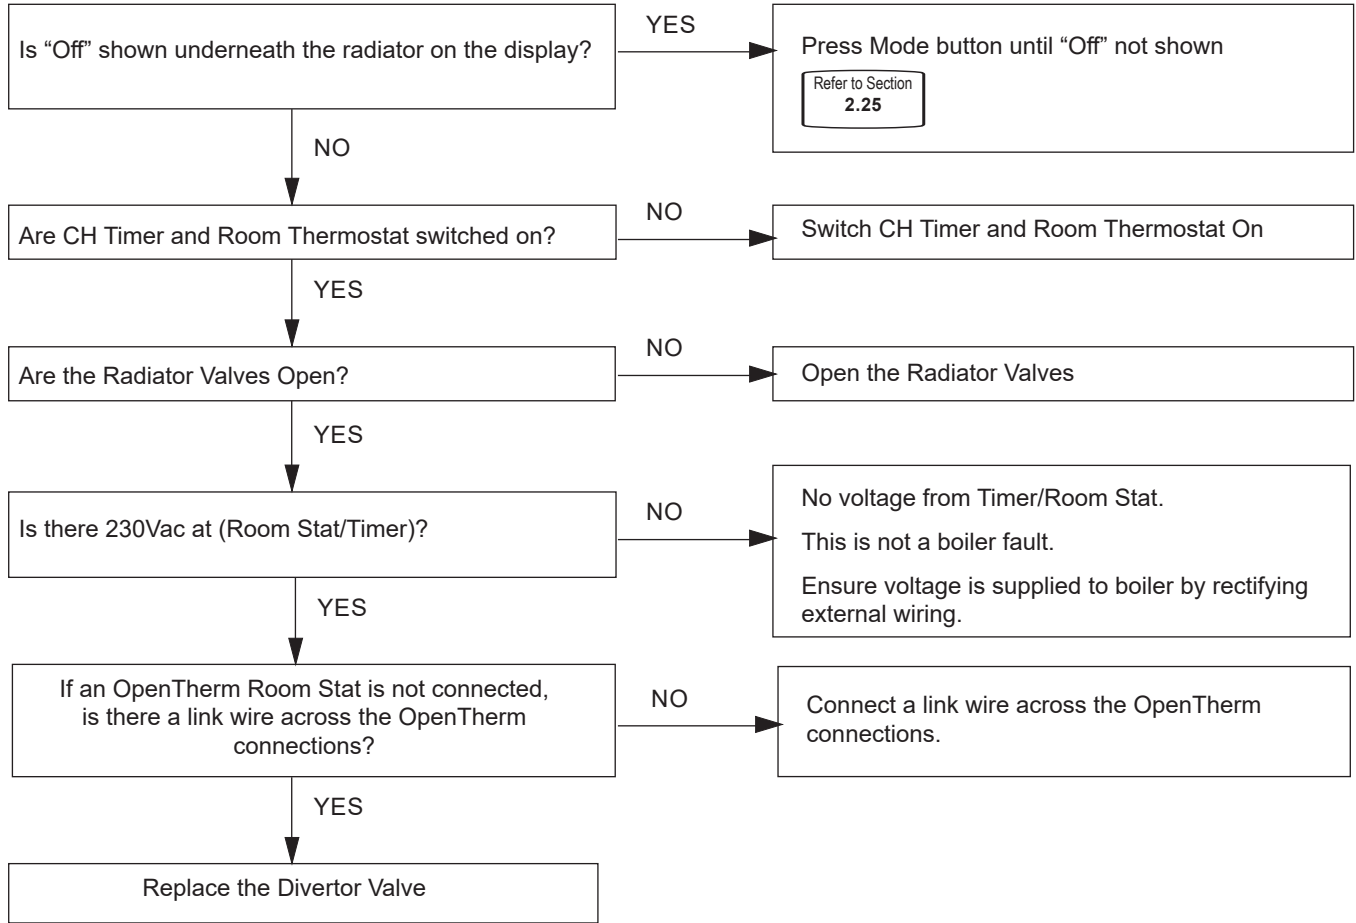 Is “Off” shown underneath the radiator on the display?
YES
Press Mode button until “Off” not shown
Refer to Section
2.25
NO
Are CH Timer and Room Thermostat switched on?
NO
Switch CH Timer and Room Thermostat On
YES
Are the Radiator Valves Open?
NO
Open the Radiator Valves
YES
Is there 230Vac at (Room Stat/Timer)?
NO
No voltage from Timer/Room Stat.
This is not a boiler fault.
Ensure voltage is supplied to boiler by rectifying
external wiring.
YES
If an OpenTherm Room Stat is not connected,
is there a link wire across the OpenTherm
connections?
NO
Connect a link wire across the OpenTherm
connections.
YES
Replace the Divertor Valve